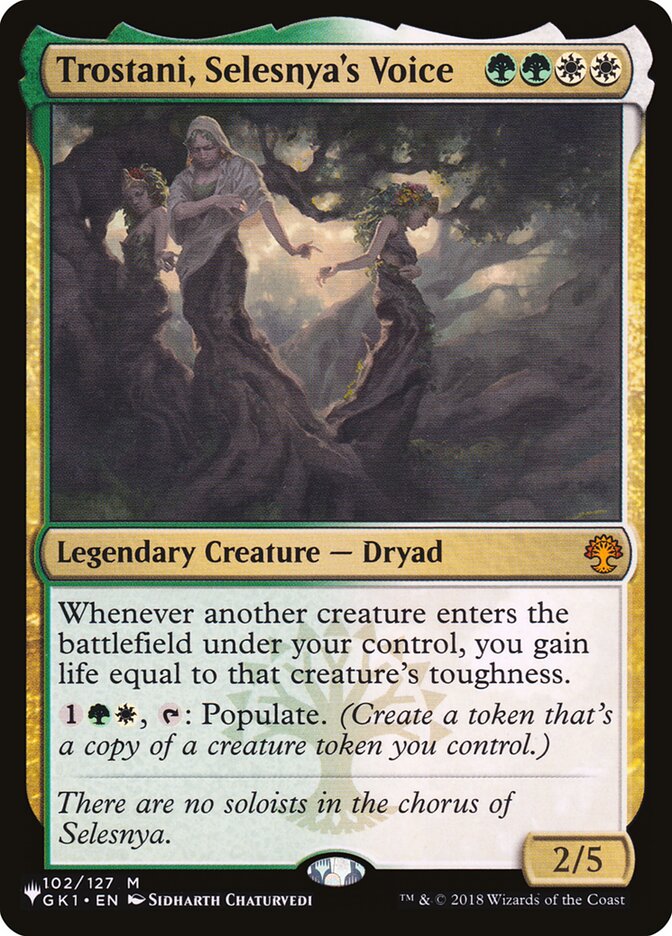 Trostani, Selesnya's Voice
Legendary Creature — Dryad
Whenever another creature enters the
battlefield under your control, you gain
life equal to that creature's toughness.
1, : Populate. (Create a token that's
a copy of a creature token you control.)
There are no soloists in the chorus of
Selesnya.
2/5
102/127 M
GK1 • EN Sidharth Chaturvedi
™ & © 2018 Wizards of the Coast